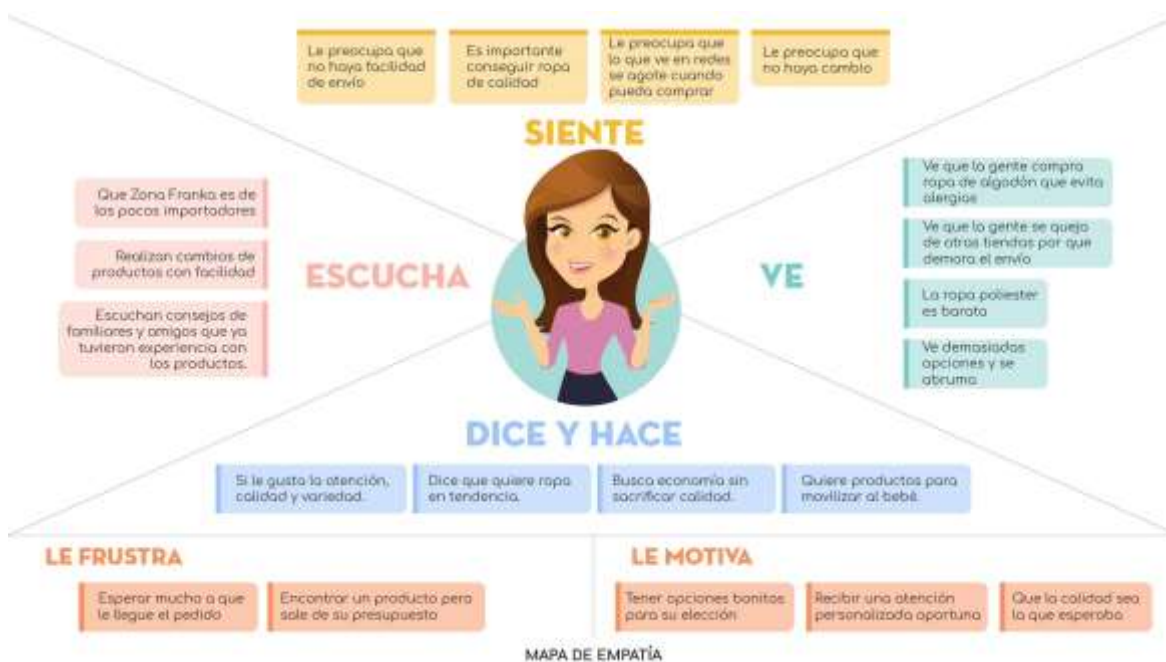 Le preocupa que
no haya facilidad
de envío
Es importante
conseguir ropa
de calidad
Le preocupa que
lo que ve en redes
se agote cuando
pueda comprar
Le preocupa que
no haya cambio
SIENTE
Que Zona Franka es de
los pocos importadores
Realizan cambios de
productos con facilidad
Escuchan consejos de
familiares y amigos que ya
tuvieron experiencia con
los productos.
ESCUCHA
VE
Ve que la gente compra
ropa de algodón que evita
alergias
Ve que la gente se queja
de otras tiendas por que
demora el envío
La ropa poliester
es barata
Ve demasiadas
opciones y se
abruma
DICE Y HACE
Si le gusta la atención,
calidad y variedad.
Dice que quiere ropa
en tendencia.
Busca economía sin
sacrificar calidad.
Quiere productos para
movilizar al bebé.
LE FRUSTRA
Esperar mucho a que
le llegue el pedido
Encontrar un producto pero
sale de su presupuesto
LE MOTIVA
Tener opciones bonitas
para su elección
Recibir una atención
personalizada oportuna
Que la calidad sea
la que esperaba
MAPA DE EMPATÍA